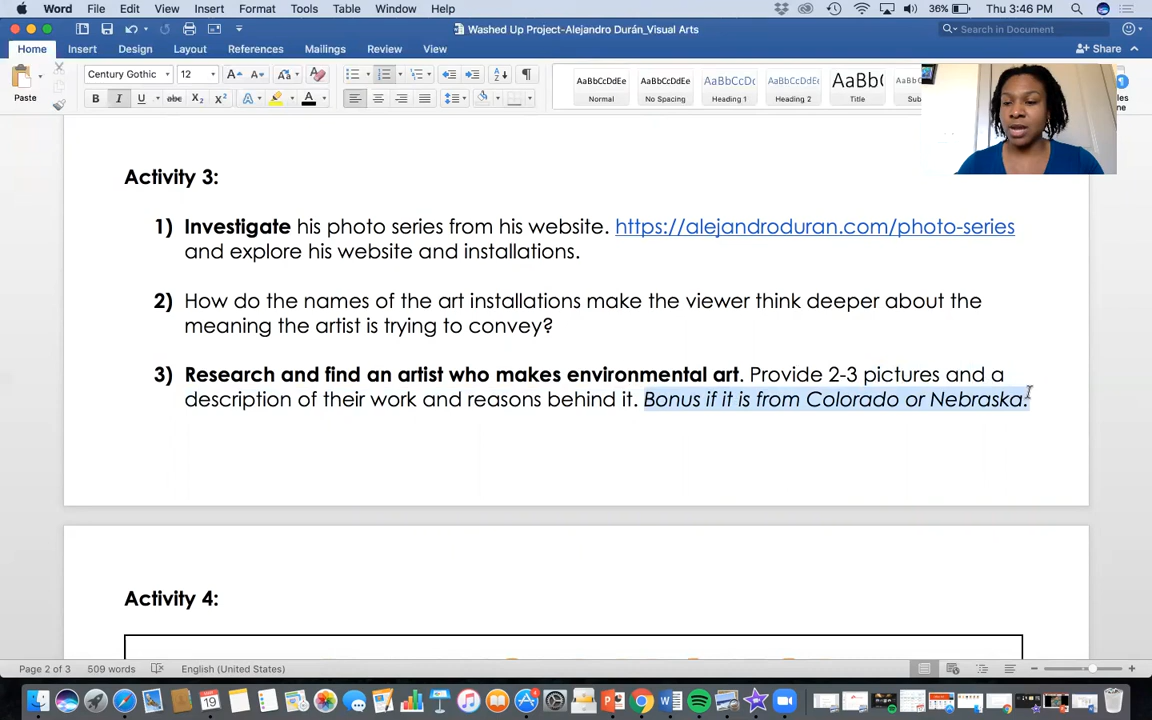 Word File Edit View Insert Format Tools Table Window Help 36% Thu 3:46 PM
Washed Up Project-Alejandro Durán_Visual Arts Search in Document
Home Insert Design Layout References Mailings Review View Share
Century Gothic 12 AaBbCcDdEe AaBbCcDdEe AaBbCcDc AaBbCcDdEe AaBb( AaBbCc
Paste B I U abc X2 X2 A A Normal No Spacing Heading 1 Heading 2 Title
Activity 3:
1) Investigate his photo series from his website. https://alejandroduran.com/photo-series
and explore his website and installations.
2) How do the names of the art installations make the viewer think deeper about the
meaning the artist is trying to convey?
3) Research and find an artist who makes environmental art. Provide 2-3 pictures and a
description of their work and reasons behind it. Bonus if it is from Colorado or Nebraska.
Activity 4:
Page 2 of 3 509 words English (United States)